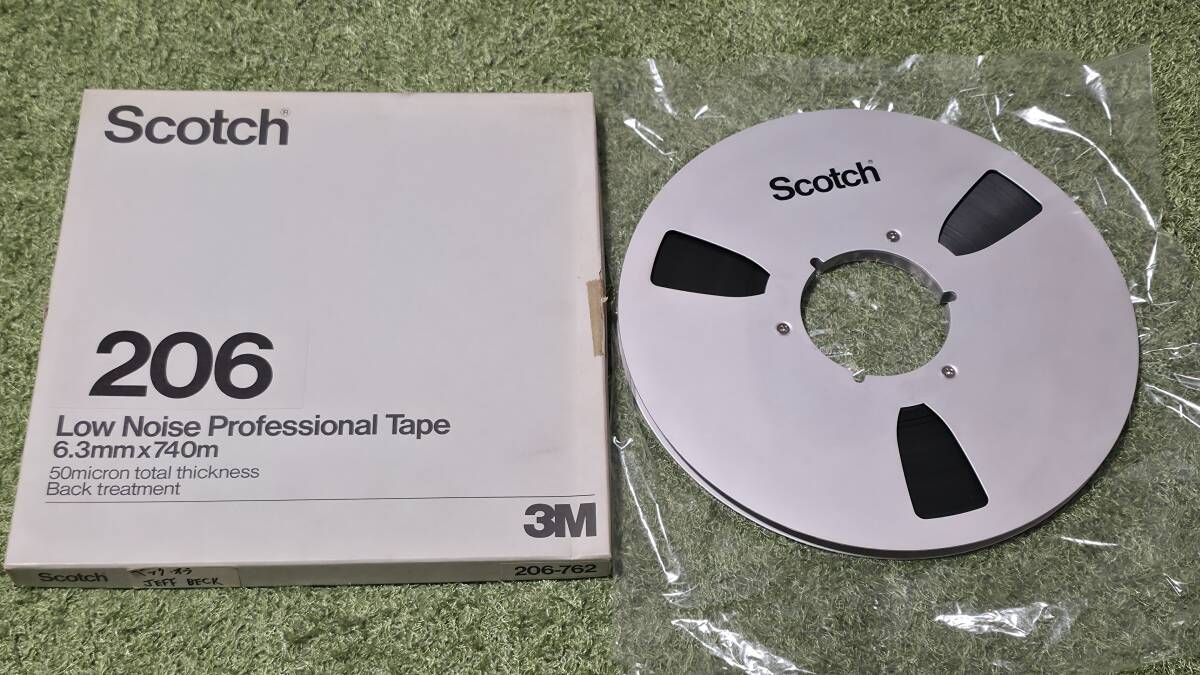 Scotch®
206
Low Noise Professional Tape
6.3mm x 740m
50micron total thickness
Back treatment
3M
Scotch
JEFF BECK
206-762
Scotch®